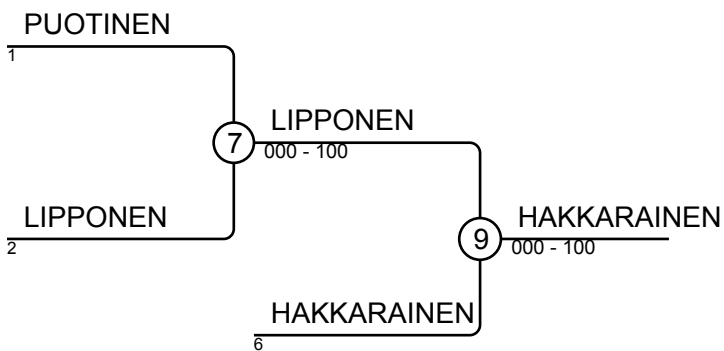 PUOTINEN
1
7
LIPPONEN
000 - 100
LIPPONEN
2
9
HAKKARAINEN
000 - 100
HAKKARAINEN
6